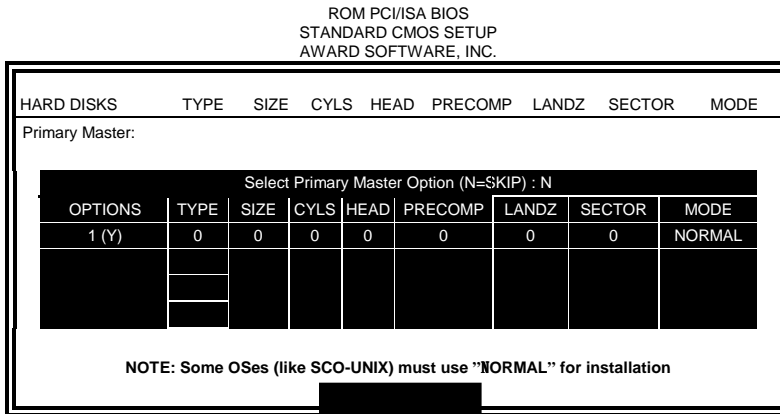 ROM PCI/ISA BIOS
STANDARD CMOS SETUP
AWARD SOFTWARE, INC.
HARD DISKS TYPE SIZE CYLS HEAD PRECOMP LANDZ SECTOR MODE
Primary Master:
Select Primary Master Option (N=SKIP) : N
OPTIONS TYPE SIZE CYLS HEAD PRECOMP LANDZ SECTOR MODE
1 (Y) 0 0 0 0 0 0 0 NORMAL
NOTE: Some OSes (like SCO-UNIX) must use ”NORMAL” for installation